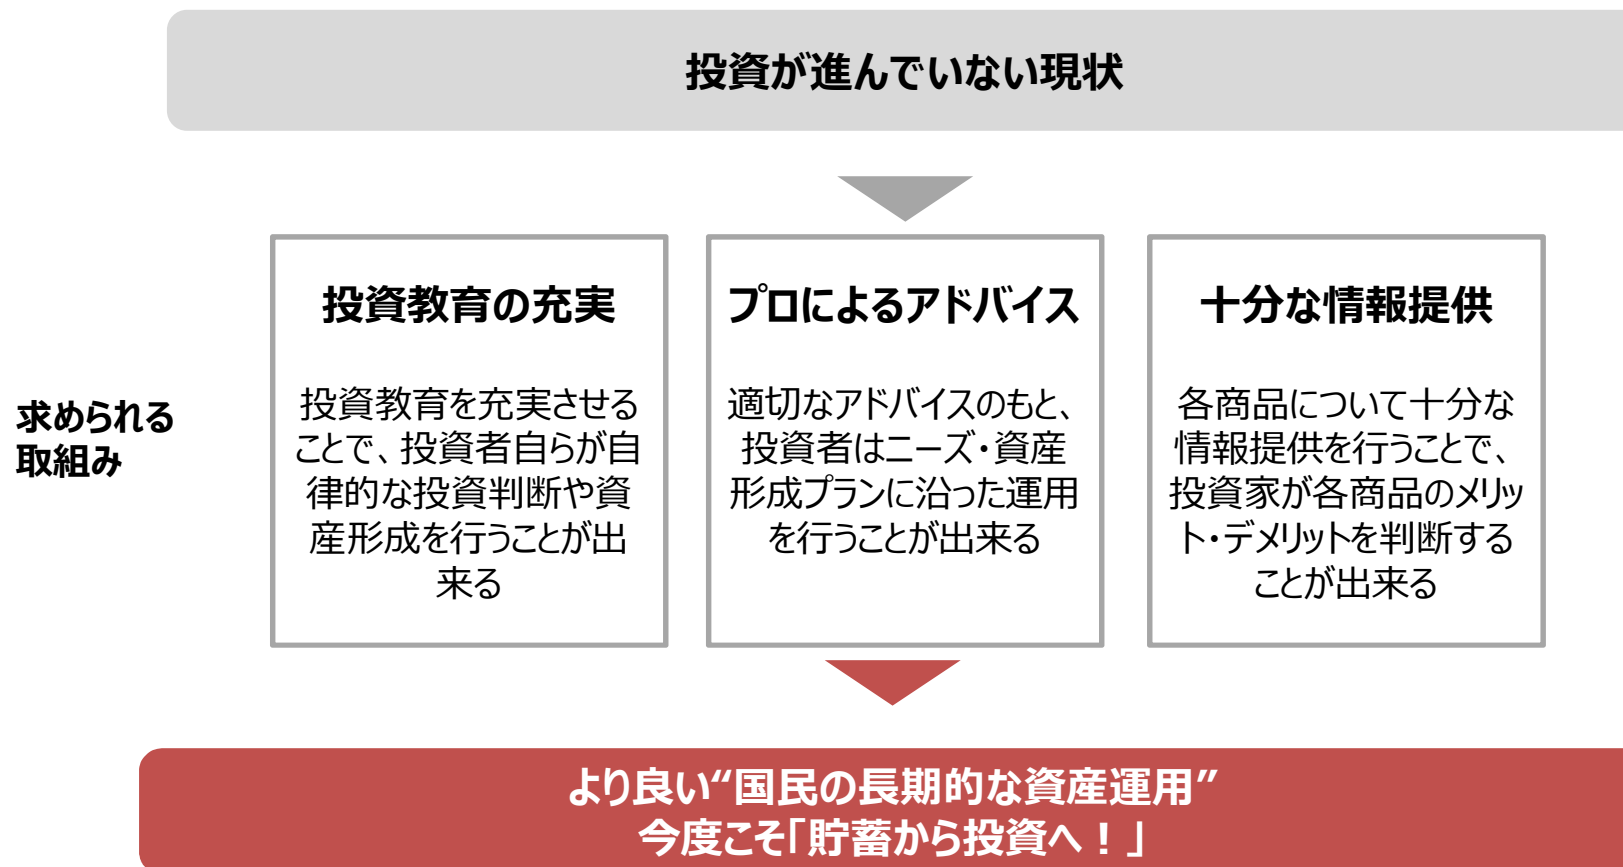 投資が進んでいない現状
求められる
取組み
投資教育の充実
投資教育を充実させる
ことで、投資者自らが自
律的な投資判断や資
産形成を行うことが出
来る
プロによるアドバイス
適切なアドバイスのもと、
投資者はニーズ・資産
形成プランに沿った運用
を行うことが出来る
十分な情報提供
各商品について十分な
情報提供を行うことで、
投資家が各商品のメリッ
ト・デメリットを判断する
ことが出来る
より良い“国民の長期的な資産運用”
今度こそ「貯蓄から投資へ！」